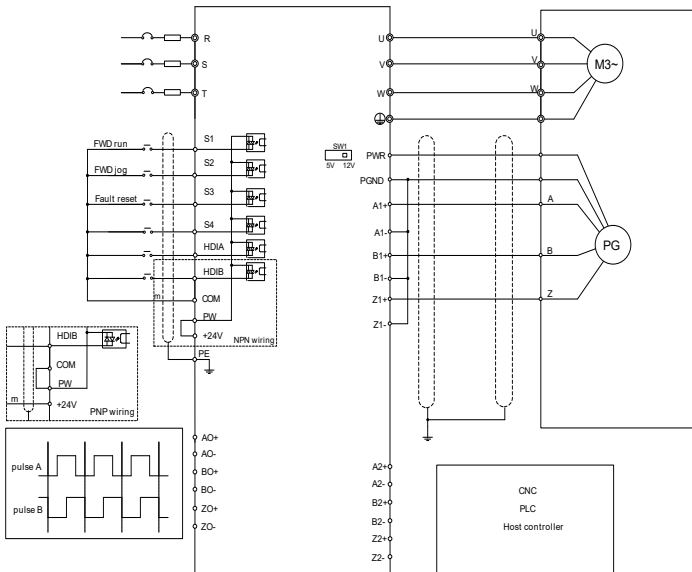 R
S
T
U
V
W
U
V
W
M3~
SW1
5V 12V
S1
FWD run
S2
FWD jog
S3
Fault reset
S4
HDIA
HDIB
m
COM
PW
+24V
NPN wiring
PE
PWR
PGND
A1+
A1-
B1+
B1-
Z1+
Z1-
A
B
Z
PG
HDIB
COM
PW
m
+24V
PNP wiring
pulse A
pulse B
AO+
AO-
BO+
BO-
ZO+
ZO-
A2+
A2-
B2+
B2-
Z2+
Z2-
CNC
PLC
Host controller